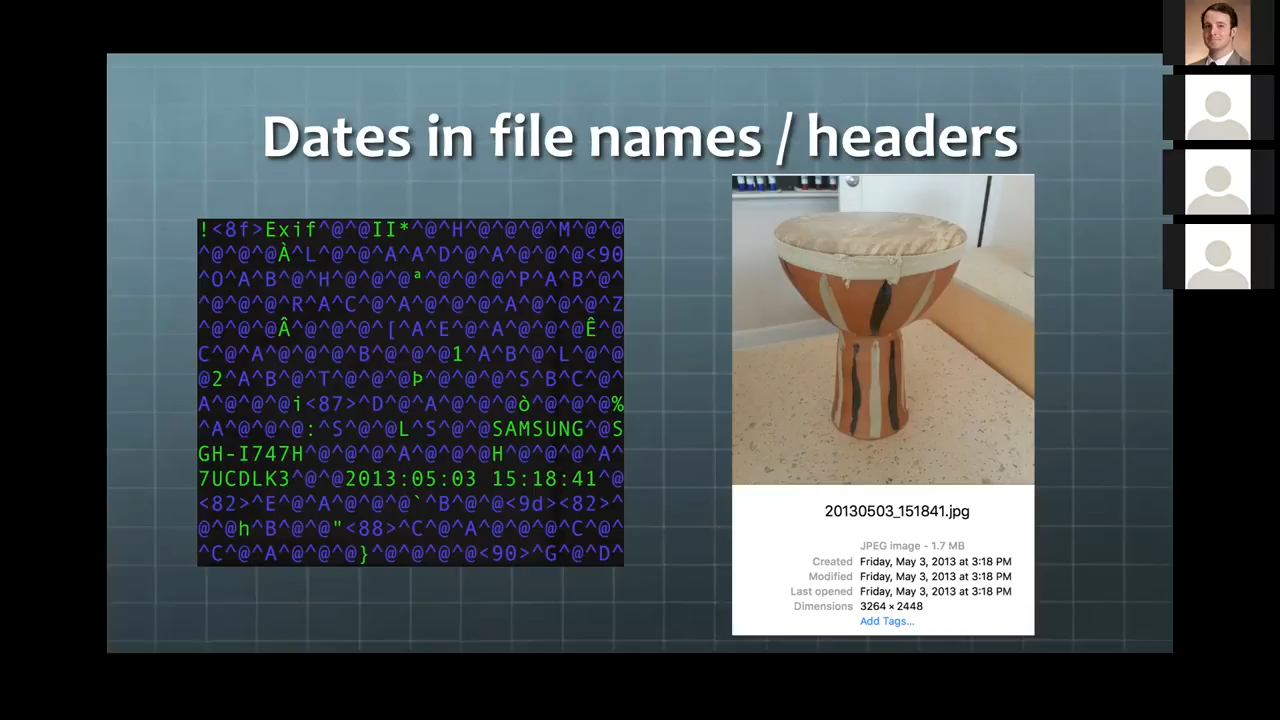 Dates in file names / headers
!<8f>Exif^@^@II*^@^H^@^@^@^M^@^@
^@^@^@À^L^@^@^A^A^D^@^A^@^@^@<90
^O^A^B^@^H^@^@^@ª^@^@^@^P^A^B^@^
^@^@^@^R^A^C^@^A^@^@^@^A^@^@^@^Z
^@^@^@Â^@^@^@^[^A^E^@^A^@^@^@Ê^@
C^@^A^@^@^@^B^@^@^@1^A^B^@^L^@^@
@2^A^B^@^T^@^@^@Þ^@^@^@^S^B^C^@^
A^@^@^@i<87>^D^@^A^@^@^@ò^@^@^@%
^A^@^@^@:^S^@^@L^S^@^@SAMSUNG^@S
GH-I747H^@^@^@^A^@^@^@H^@^@^@^A^
7UCDLK3^@^@2013:05:03 15:18:41^@
<82>^E^@^A^@^@^@`^B^@^@<9d><82>^
^@^@h^B^@^@"<88>^C^@^A^@^@^@^C^@^
^C^@^A^@^@^@}^@^@^@^@^@<90>^G^@^D^
20130503_151841.jpg
JPEG image - 1.7 MB
Created Friday, May 3, 2013 at 3:18 PM
Modified Friday, May 3, 2013 at 3:18 PM
Last opened Friday, May 3, 2013 at 3:18 PM
Dimensions 3264 × 2448
Add Tags...